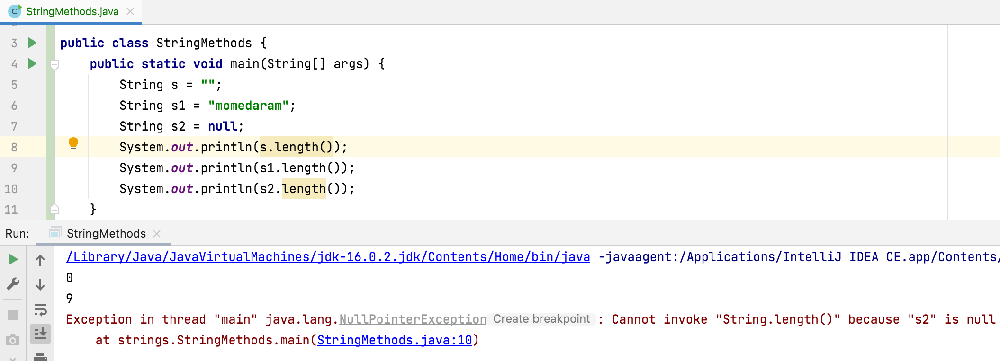 StringMethods.java
3 public class StringMethods {
4 public static void main(String[] args) {
5 String s = "";
6 String s1 = "momedaram";
7 String s2 = null;
8 System.out.println(s.length());
9 System.out.println(s1.length());
10 System.out.println(s2.length());
11 }
Run: StringMethods
/Library/Java/JavaVirtualMachines/jdk-16.0.2.jdk/Contents/Home/bin/java -javaagent:/Applications/IntelliJ IDEA CE.app/Contents/
0
9
Exception in thread "main" java.lang.NullPointerException Create breakpoint : Cannot invoke "String.length()" because "s2" is null
at strings.StringMethods.main(StringMethods.java:10)